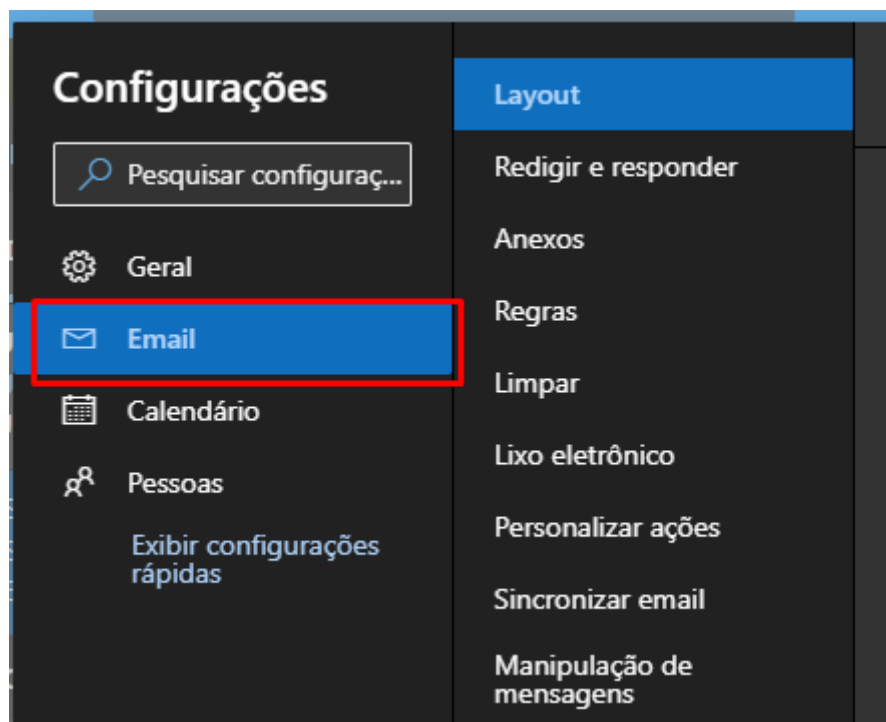 Configurações
Pesquisar configuraç...
Geral
Email
Calendário
Pessoas
Exibir configurações
rápidas
Layout
Redigir e responder
Anexos
Regras
Limpar
Lixo eletrônico
Personalizar ações
Sincronizar email
Manipulação de
mensagens